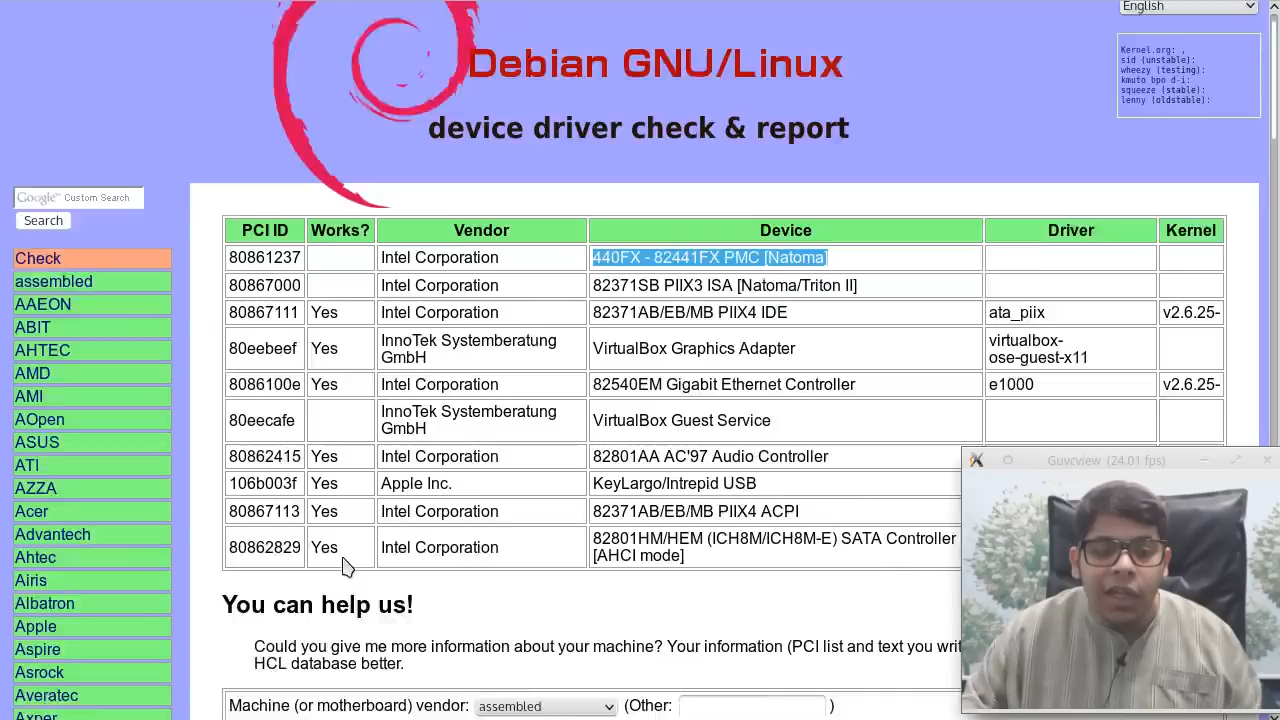 English
Debian GNU/Linux
device driver check & report
Kernel.org: ,
sid (unstable):
wheezy (testing):
kmuto bpo d-i:
squeeze (stable):
lenny (oldstable):
Google™ Custom Search
Search
Check
assembled
AAEON
ABIT
AHTEC
AMD
AMI
AOpen
ASUS
ATI
AZZA
Acer
Advantech
Ahtec
Airis
Albatron
Apple
Aspire
Asrock
Averatec
Axper
PCI ID Works? Vendor Device Driver Kernel
80861237 Intel Corporation 440FX - 82441FX PMC [Natoma]
80867000 Intel Corporation 82371SB PIIX3 ISA [Natoma/Triton II]
80867111 Yes Intel Corporation 82371AB/EB/MB PIIX4 IDE ata_piix v2.6.25-
80eebeef Yes InnoTek Systemberatung GmbH VirtualBox Graphics Adapter virtualbox-ose-guest-x11
8086100e Yes Intel Corporation 82540EM Gigabit Ethernet Controller e1000 v2.6.25-
80eecafe InnoTek Systemberatung GmbH VirtualBox Guest Service
80862415 Yes Intel Corporation 82801AA AC'97 Audio Controller
106b003f Yes Apple Inc. KeyLargo/Intrepid USB
80867113 Yes Intel Corporation 82371AB/EB/MB PIIX4 ACPI
80862829 Yes Intel Corporation 82801HM/HEM (ICH8M/ICH8M-E) SATA Controller [AHCI mode]
You can help us!
Could you give me more information about your machine? Your information (PCI list and text you writ
HCL database better.
Machine (or motherboard) vendor: assembled (Other: )
Guvcview (24.01 fps)